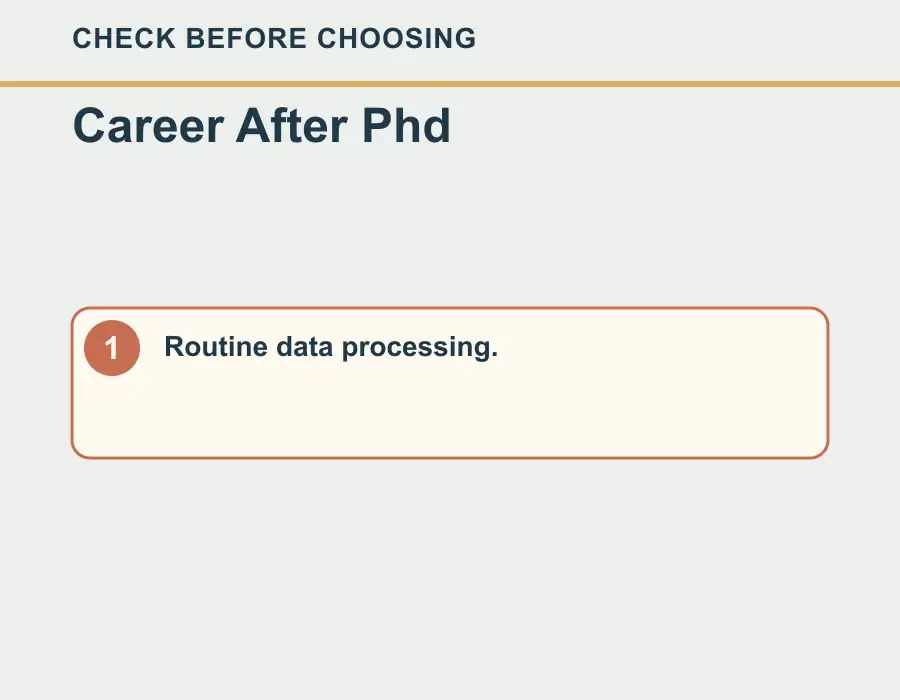 CHECK BEFORE CHOOSING
Career After Phd
1 Routine data processing.